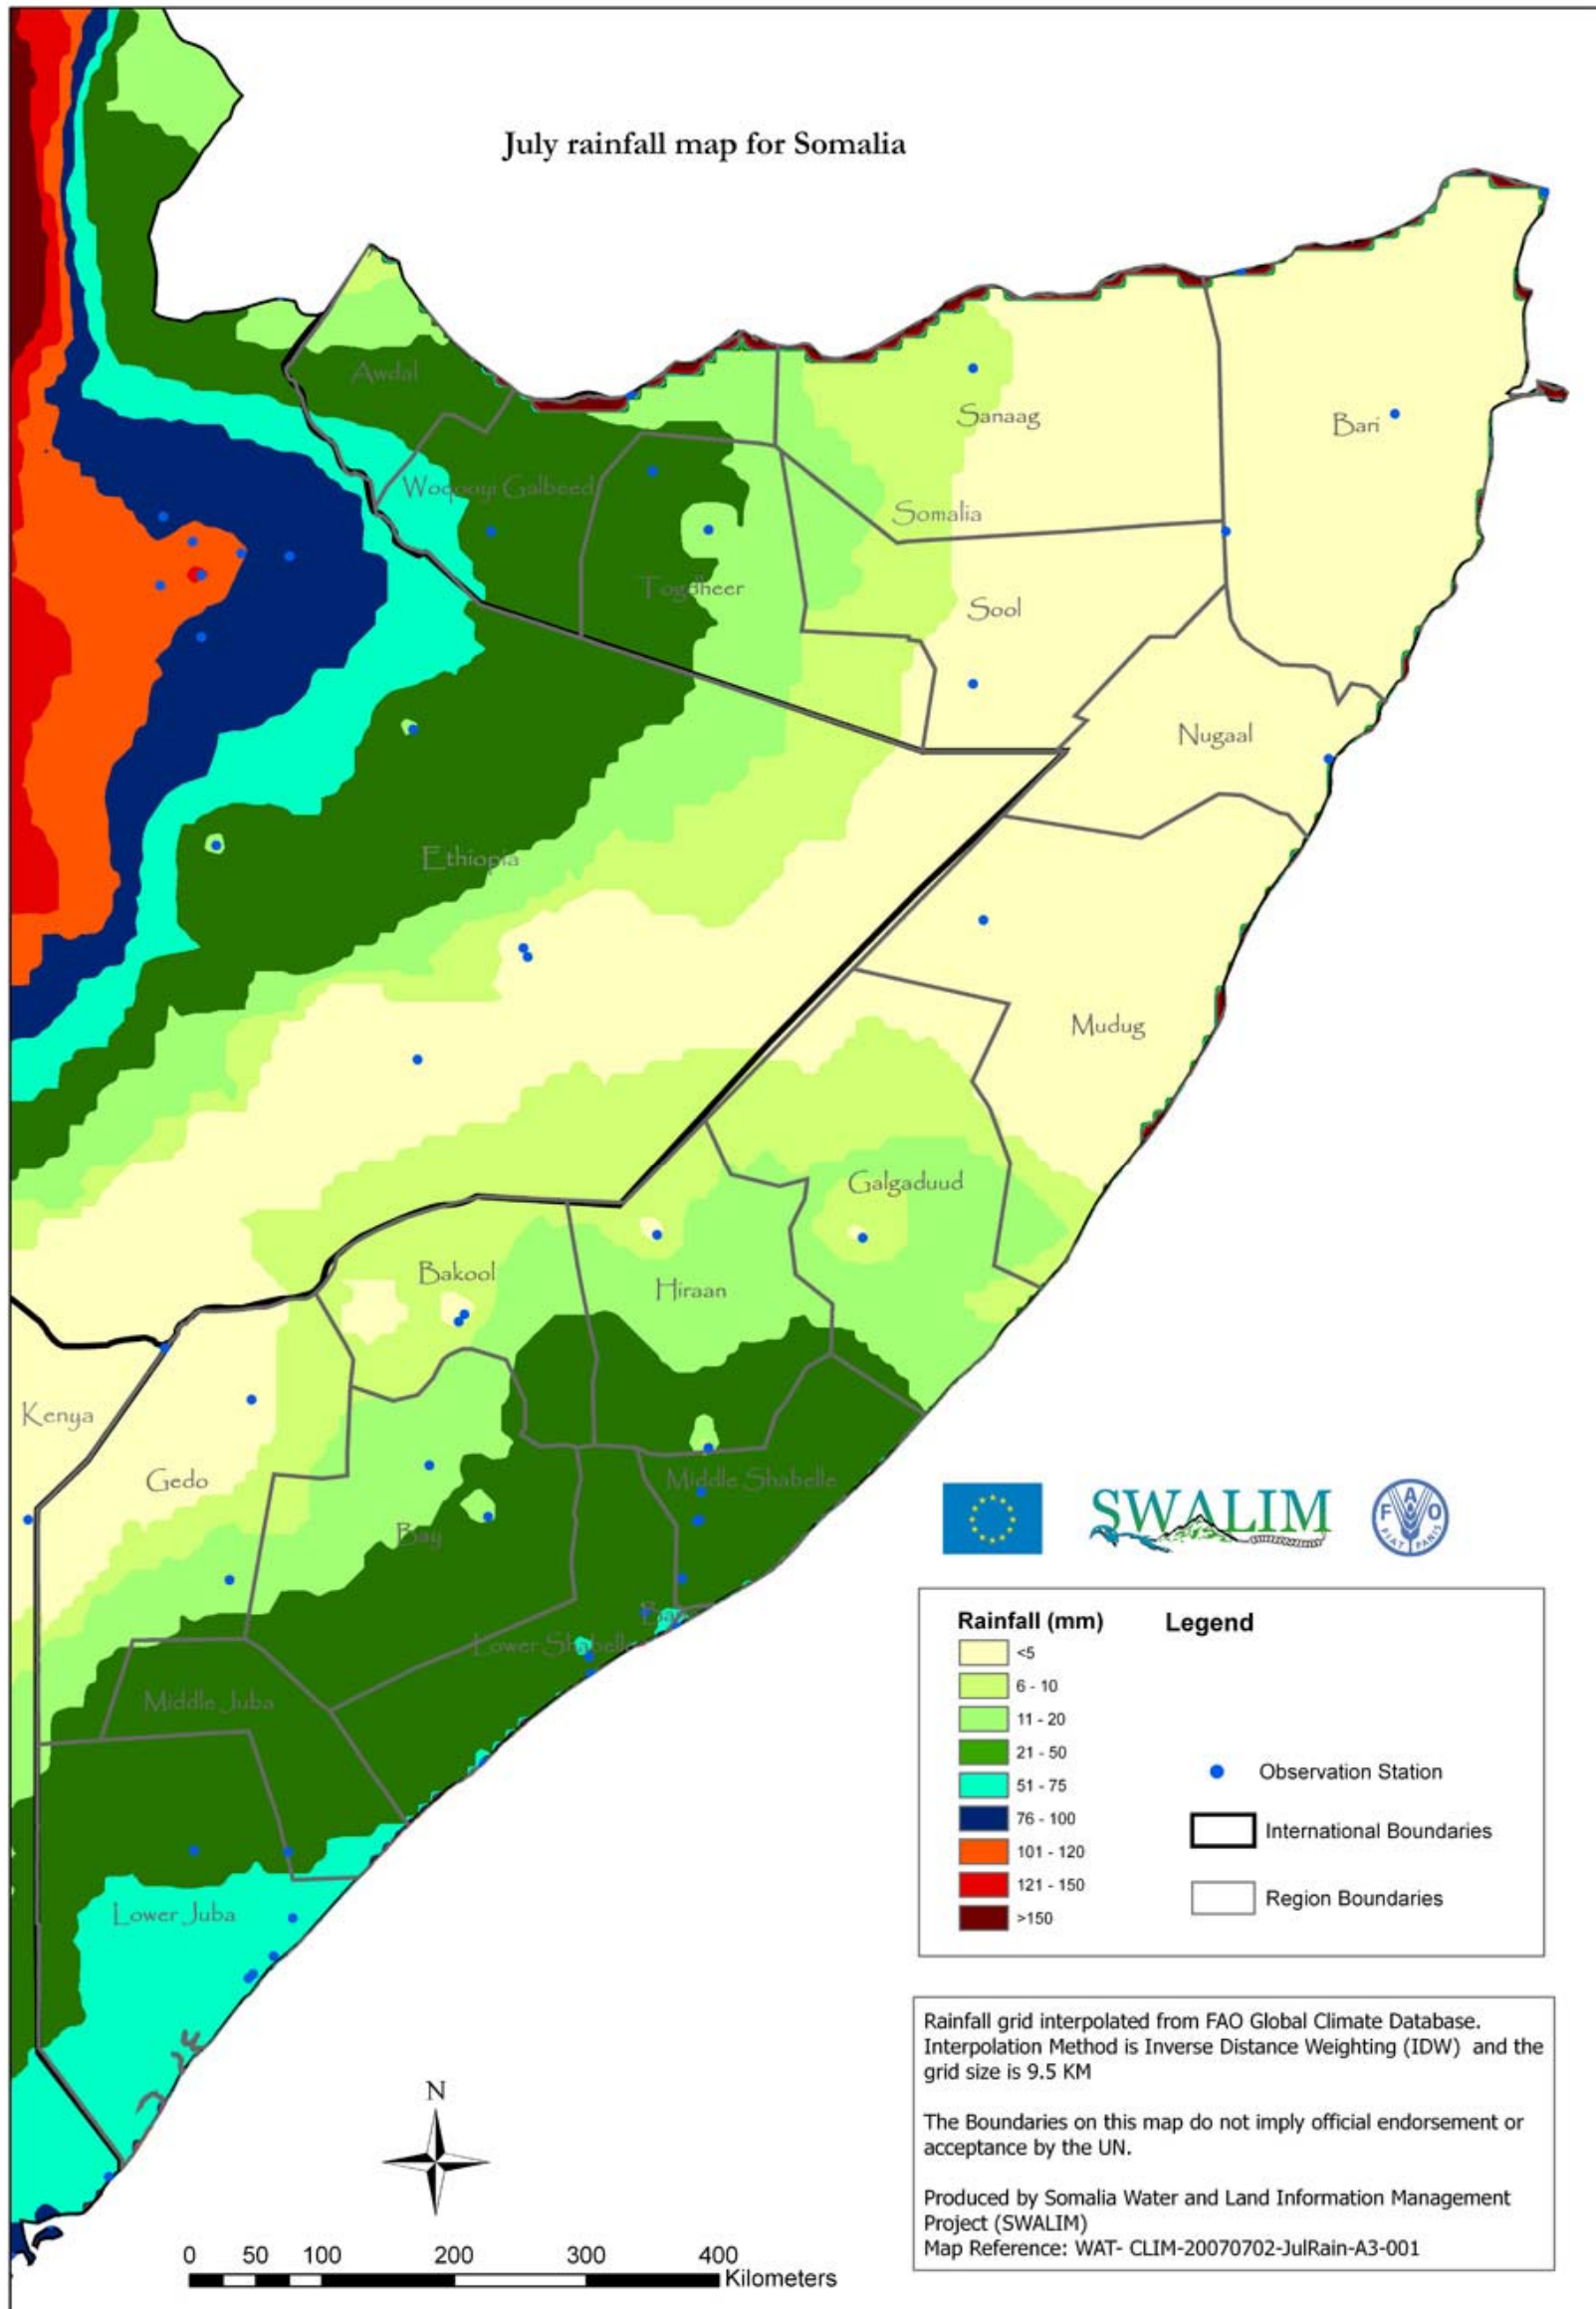 July rainfall map for Somalia
Awdal
Sanaag
Bari
Woqooyi Galbeed
Somalia
Togdheer
Sool
Nugaal
Ethiopia
Mudug
Galgaduud
Bakool
Hiraan
Kenya
Gedo
Middle Shabelle
Bay
Lower Shabelle
Middle Juba
Lower Juba
SWALIM
FAO
FIAT PANIS
Rainfall (mm)
Legend
<5
6 - 10
11 - 20
21 - 50
51 - 75
76 - 100
101 - 120
121 - 150
>150
Observation Station
International Boundaries
Region Boundaries
Rainfall grid interpolated from FAO Global Climate Database.
Interpolation Method is Inverse Distance Weighting (IDW) and the
grid size is 9.5 KM
The Boundaries on this map do not imply official endorsement or
acceptance by the UN.
Produced by Somalia Water and Land Information Management
Project (SWALIM)
Map Reference: WAT- CLIM-20070702-JulRain-A3-001
N
0 50 100 200 300 400
Kilometers